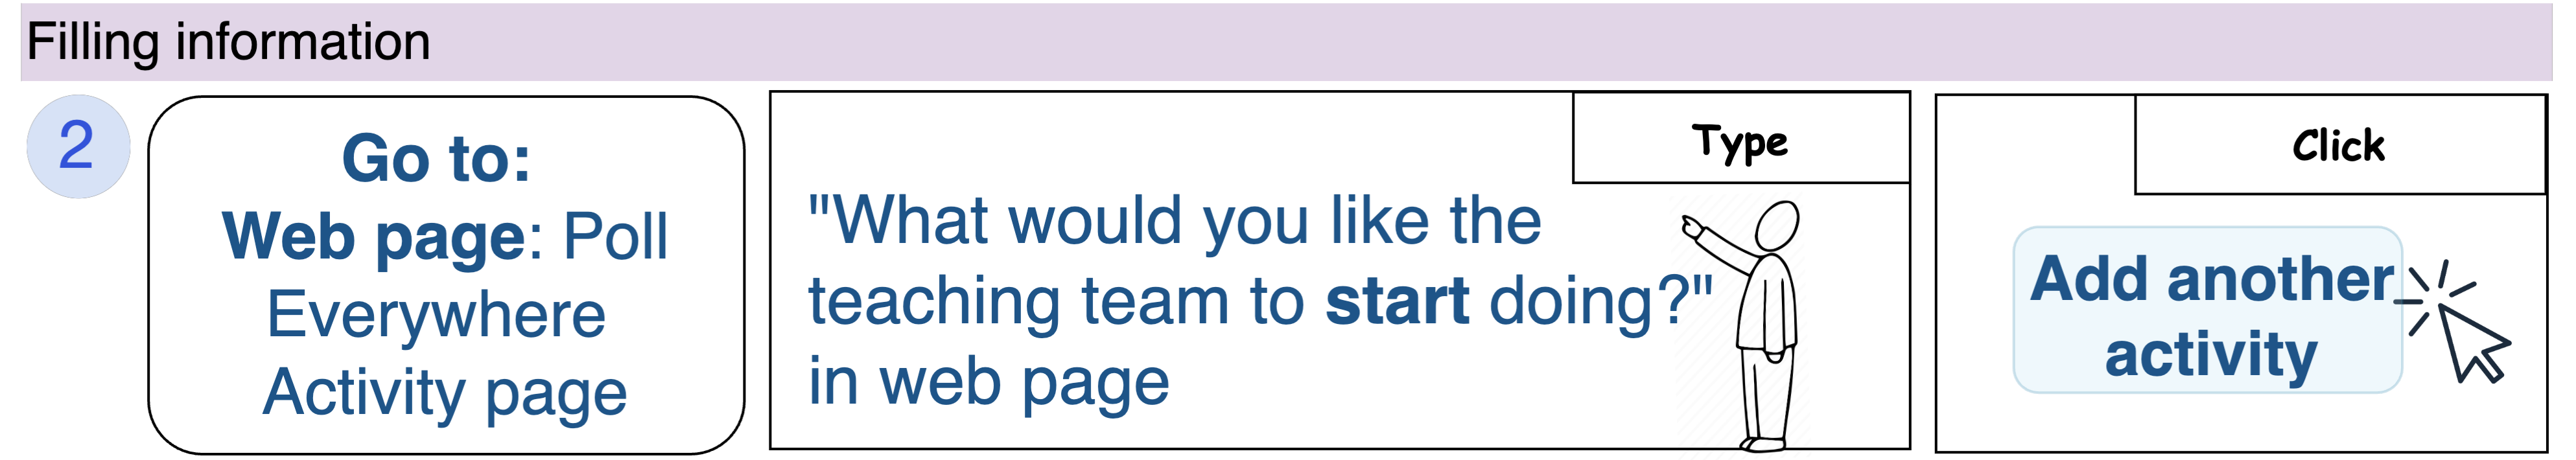 Filling information
2
Go to:
Web page: Poll
Everywhere
Activity page
Type
"What would you like the
teaching team to start doing?"
in web page
Click
Add another
activity